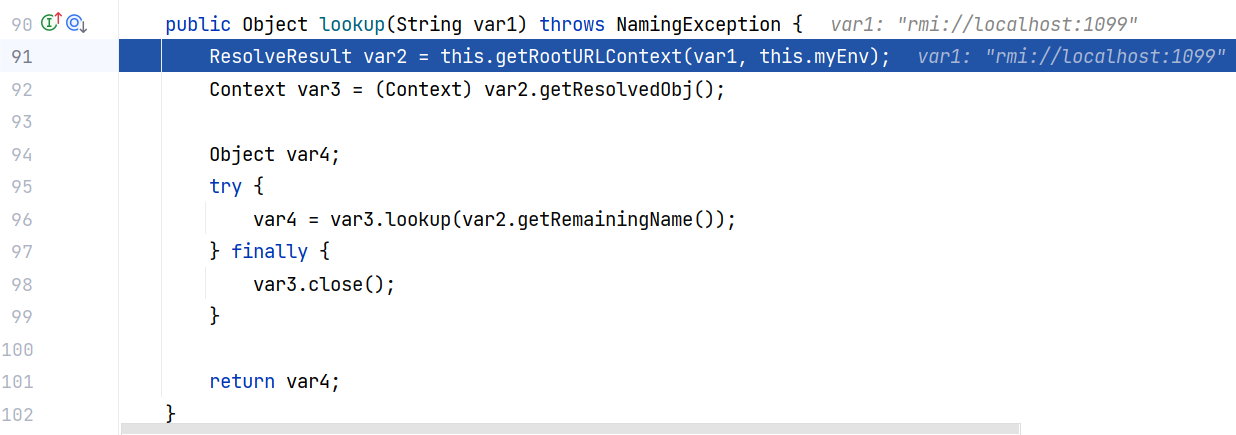 90 public Object lookup(String var1) throws NamingException { var1: "rmi://localhost:1099"
91 ResolveResult var2 = this.getRootURLContext(var1, this.myEnv); var1: "rmi://localhost:1099"
92 Context var3 = (Context) var2.getResolvedObj();
93
94 Object var4;
95 try {
96 var4 = var3.lookup(var2.getRemainingName());
97 } finally {
98 var3.close();
99 }
100
101 return var4;
102 }